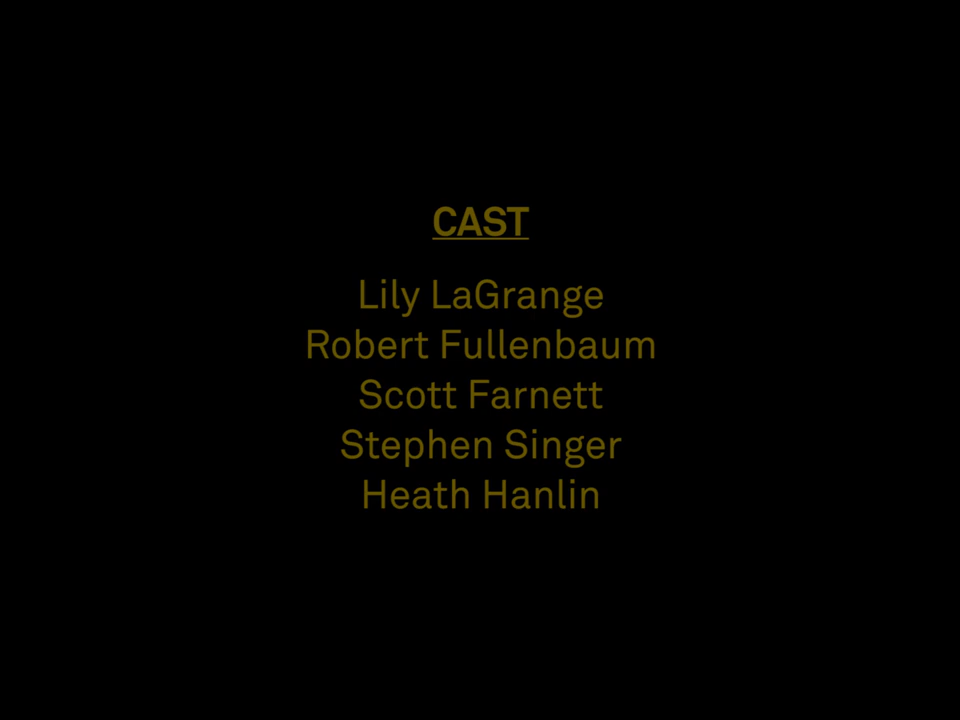 CAST
Lily LaGrange
Robert Fullenbaum
Scott Farnett
Stephen Singer
Heath Hanlin